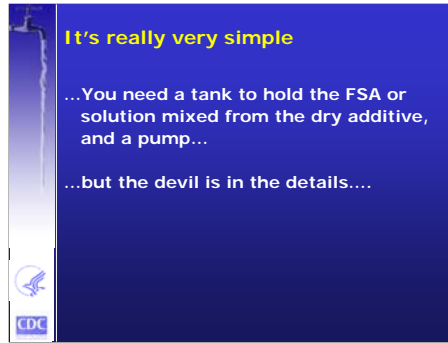 It's really very simple
...You need a tank to hold the FSA or
solution mixed from the dry additive,
and a pump...
...but the devil is in the details....
CDC